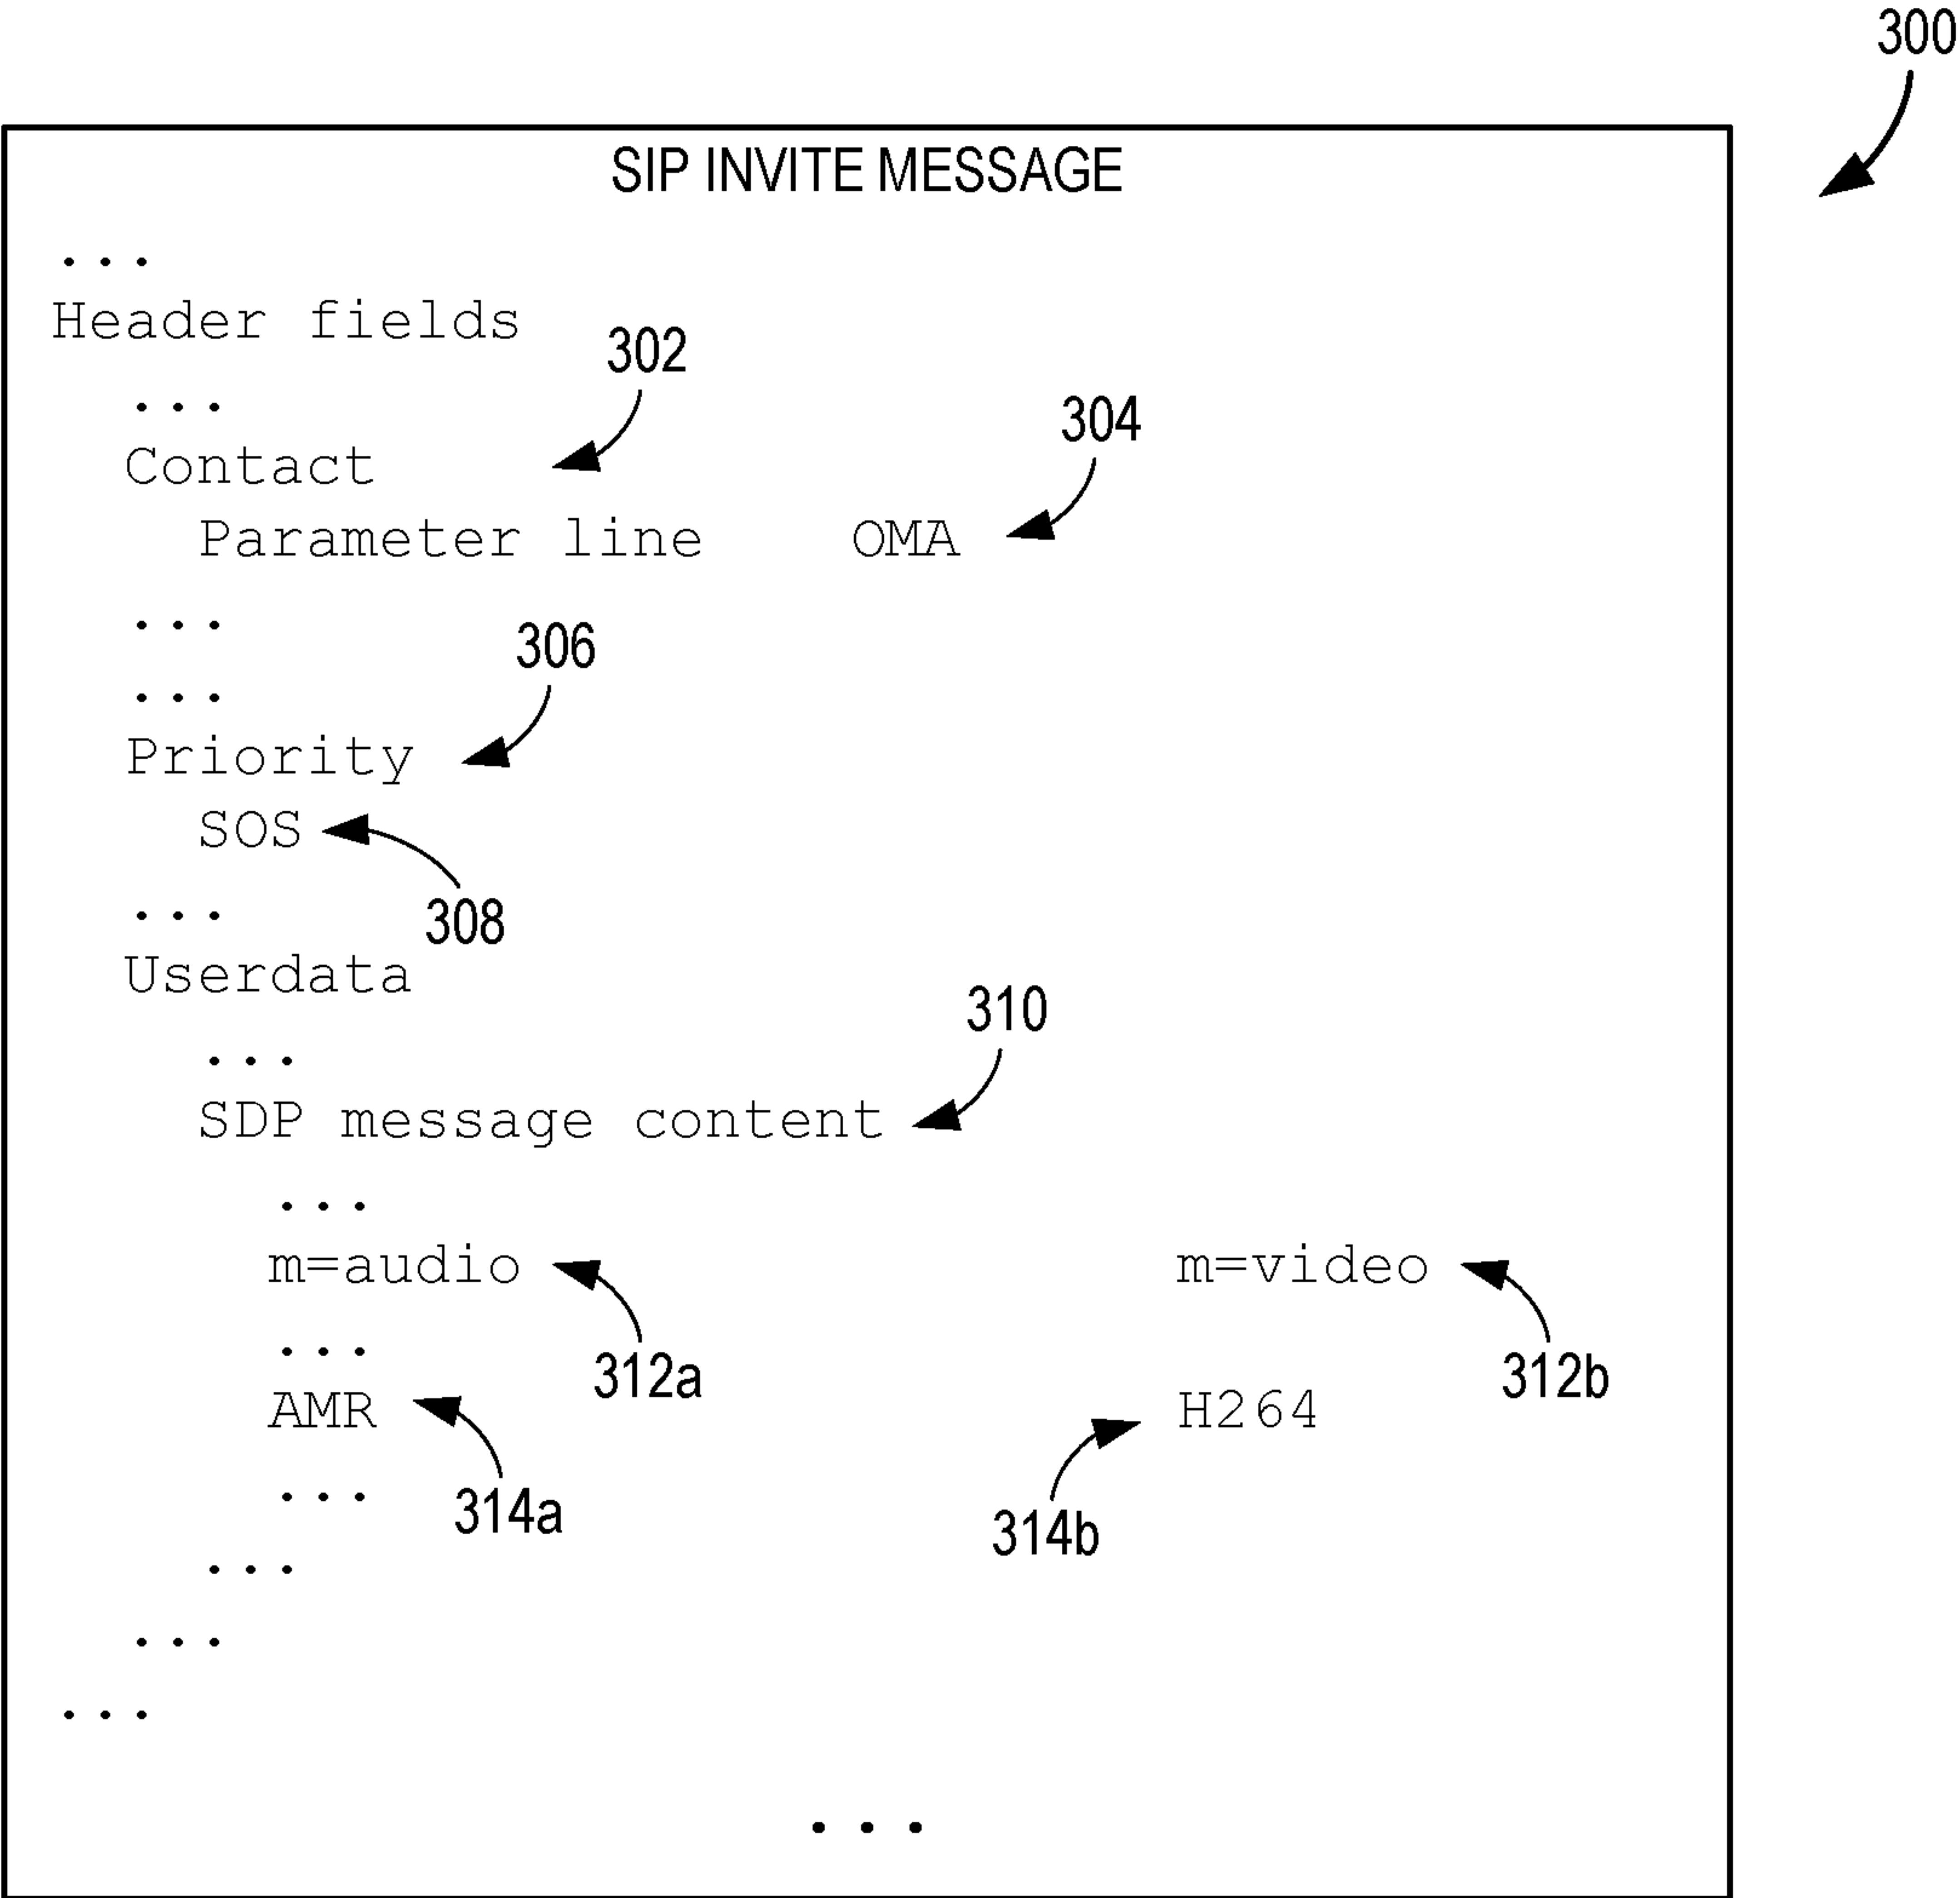 300
SIP INVITE MESSAGE
...
Header fields
302
...
304
Contact
Parameter line OMA
...
306
...
Priority
SOS
...
308
Userdata
310
...
SDP message content
...
m=audio m=video
...
312a 312b
AMR H264
...
314a 314b
...
...
...
...